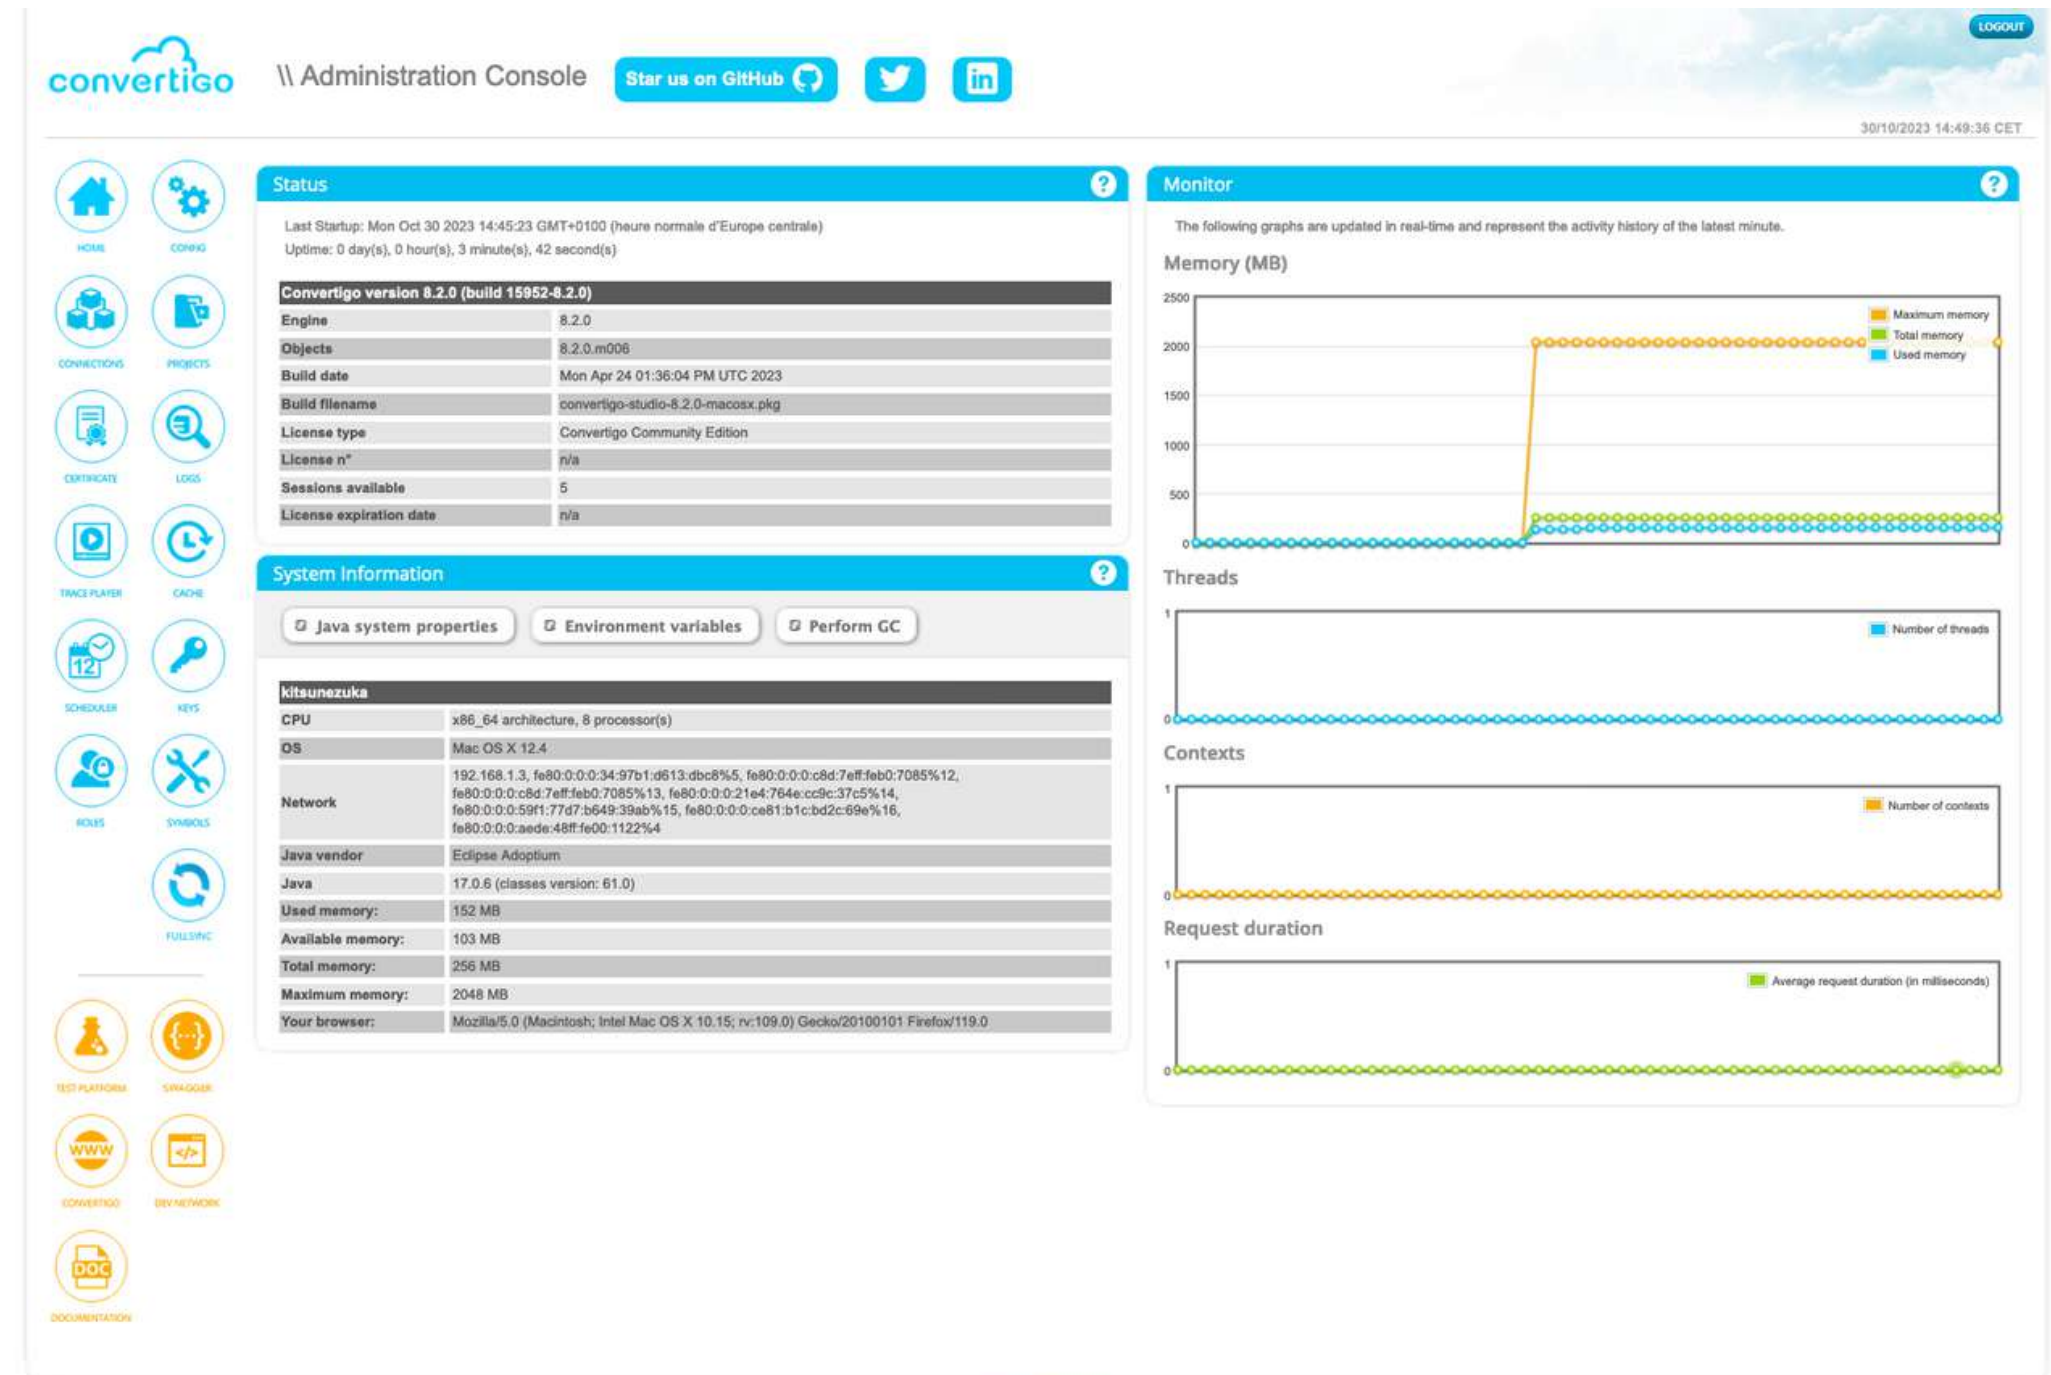 LOGOUT
convertigo
\\ Administration Console
Star us on GitHub
in
30/10/2023 14:49:36 CET
HOME
CONFIG
CONNECTIONS
PROJECTS
CERTIFICATE
LOGS
TRACE PLAYER
CACHE
12
SCHEDULER
KEYS
ROLES
SYMBOLS
FULLSYNC
TEST PLATFORM
SWAGGER
WWW
CONVERTIGO
DEV NETWORK
DOC
DOCUMENTATION
Status
?
Last Startup: Mon Oct 30 2023 14:45:23 GMT+0100 (heure normale d'Europe centrale)
Uptime: 0 day(s), 0 hour(s), 3 minute(s), 42 second(s)
Convertigo version 8.2.0 (build 15952-8.2.0)
Engine 8.2.0
Objects 8.2.0.m006
Build date Mon Apr 24 01:36:04 PM UTC 2023
Build filename convertigo-studio-8.2.0-macosx.pkg
License type Convertigo Community Edition
License n° n/a
Sessions available 5
License expiration date n/a
System Information
?
Java system properties
Environment variables
Perform GC
kitsunezuka
CPU x86_64 architecture, 8 processor(s)
OS Mac OS X 12.4
Network 192.168.1.3, fe80:0:0:0:34:97b1:d613:dbc8%5, fe80:0:0:0:c8d:7eff:feb0:7085%12,
fe80:0:0:0:c8d:7eff:feb0:7085%13, fe80:0:0:0:21e4:764e:cc9c:37c5%14,
fe80:0:0:0:59f1:77d7:b649:39ab%15, fe80:0:0:0:ce81:b1c:bd2c:69e%16,
fe80:0:0:0:aede:48ff:fe00:1122%4
Java vendor Eclipse Adoptium
Java 17.0.6 (classes version: 61.0)
Used memory: 152 MB
Available memory: 103 MB
Total memory: 256 MB
Maximum memory: 2048 MB
Your browser: Mozilla/5.0 (Macintosh; Intel Mac OS X 10.15; rv:109.0) Gecko/20100101 Firefox/119.0
Monitor
?
The following graphs are updated in real-time and represent the activity history of the latest minute.
Memory (MB)
2500
2000
1500
1000
500
0
Maximum memory
Total memory
Used memory
Threads
1
0
Number of threads
Contexts
1
0
Number of contexts
Request duration
1
0
Average request duration (in milliseconds)